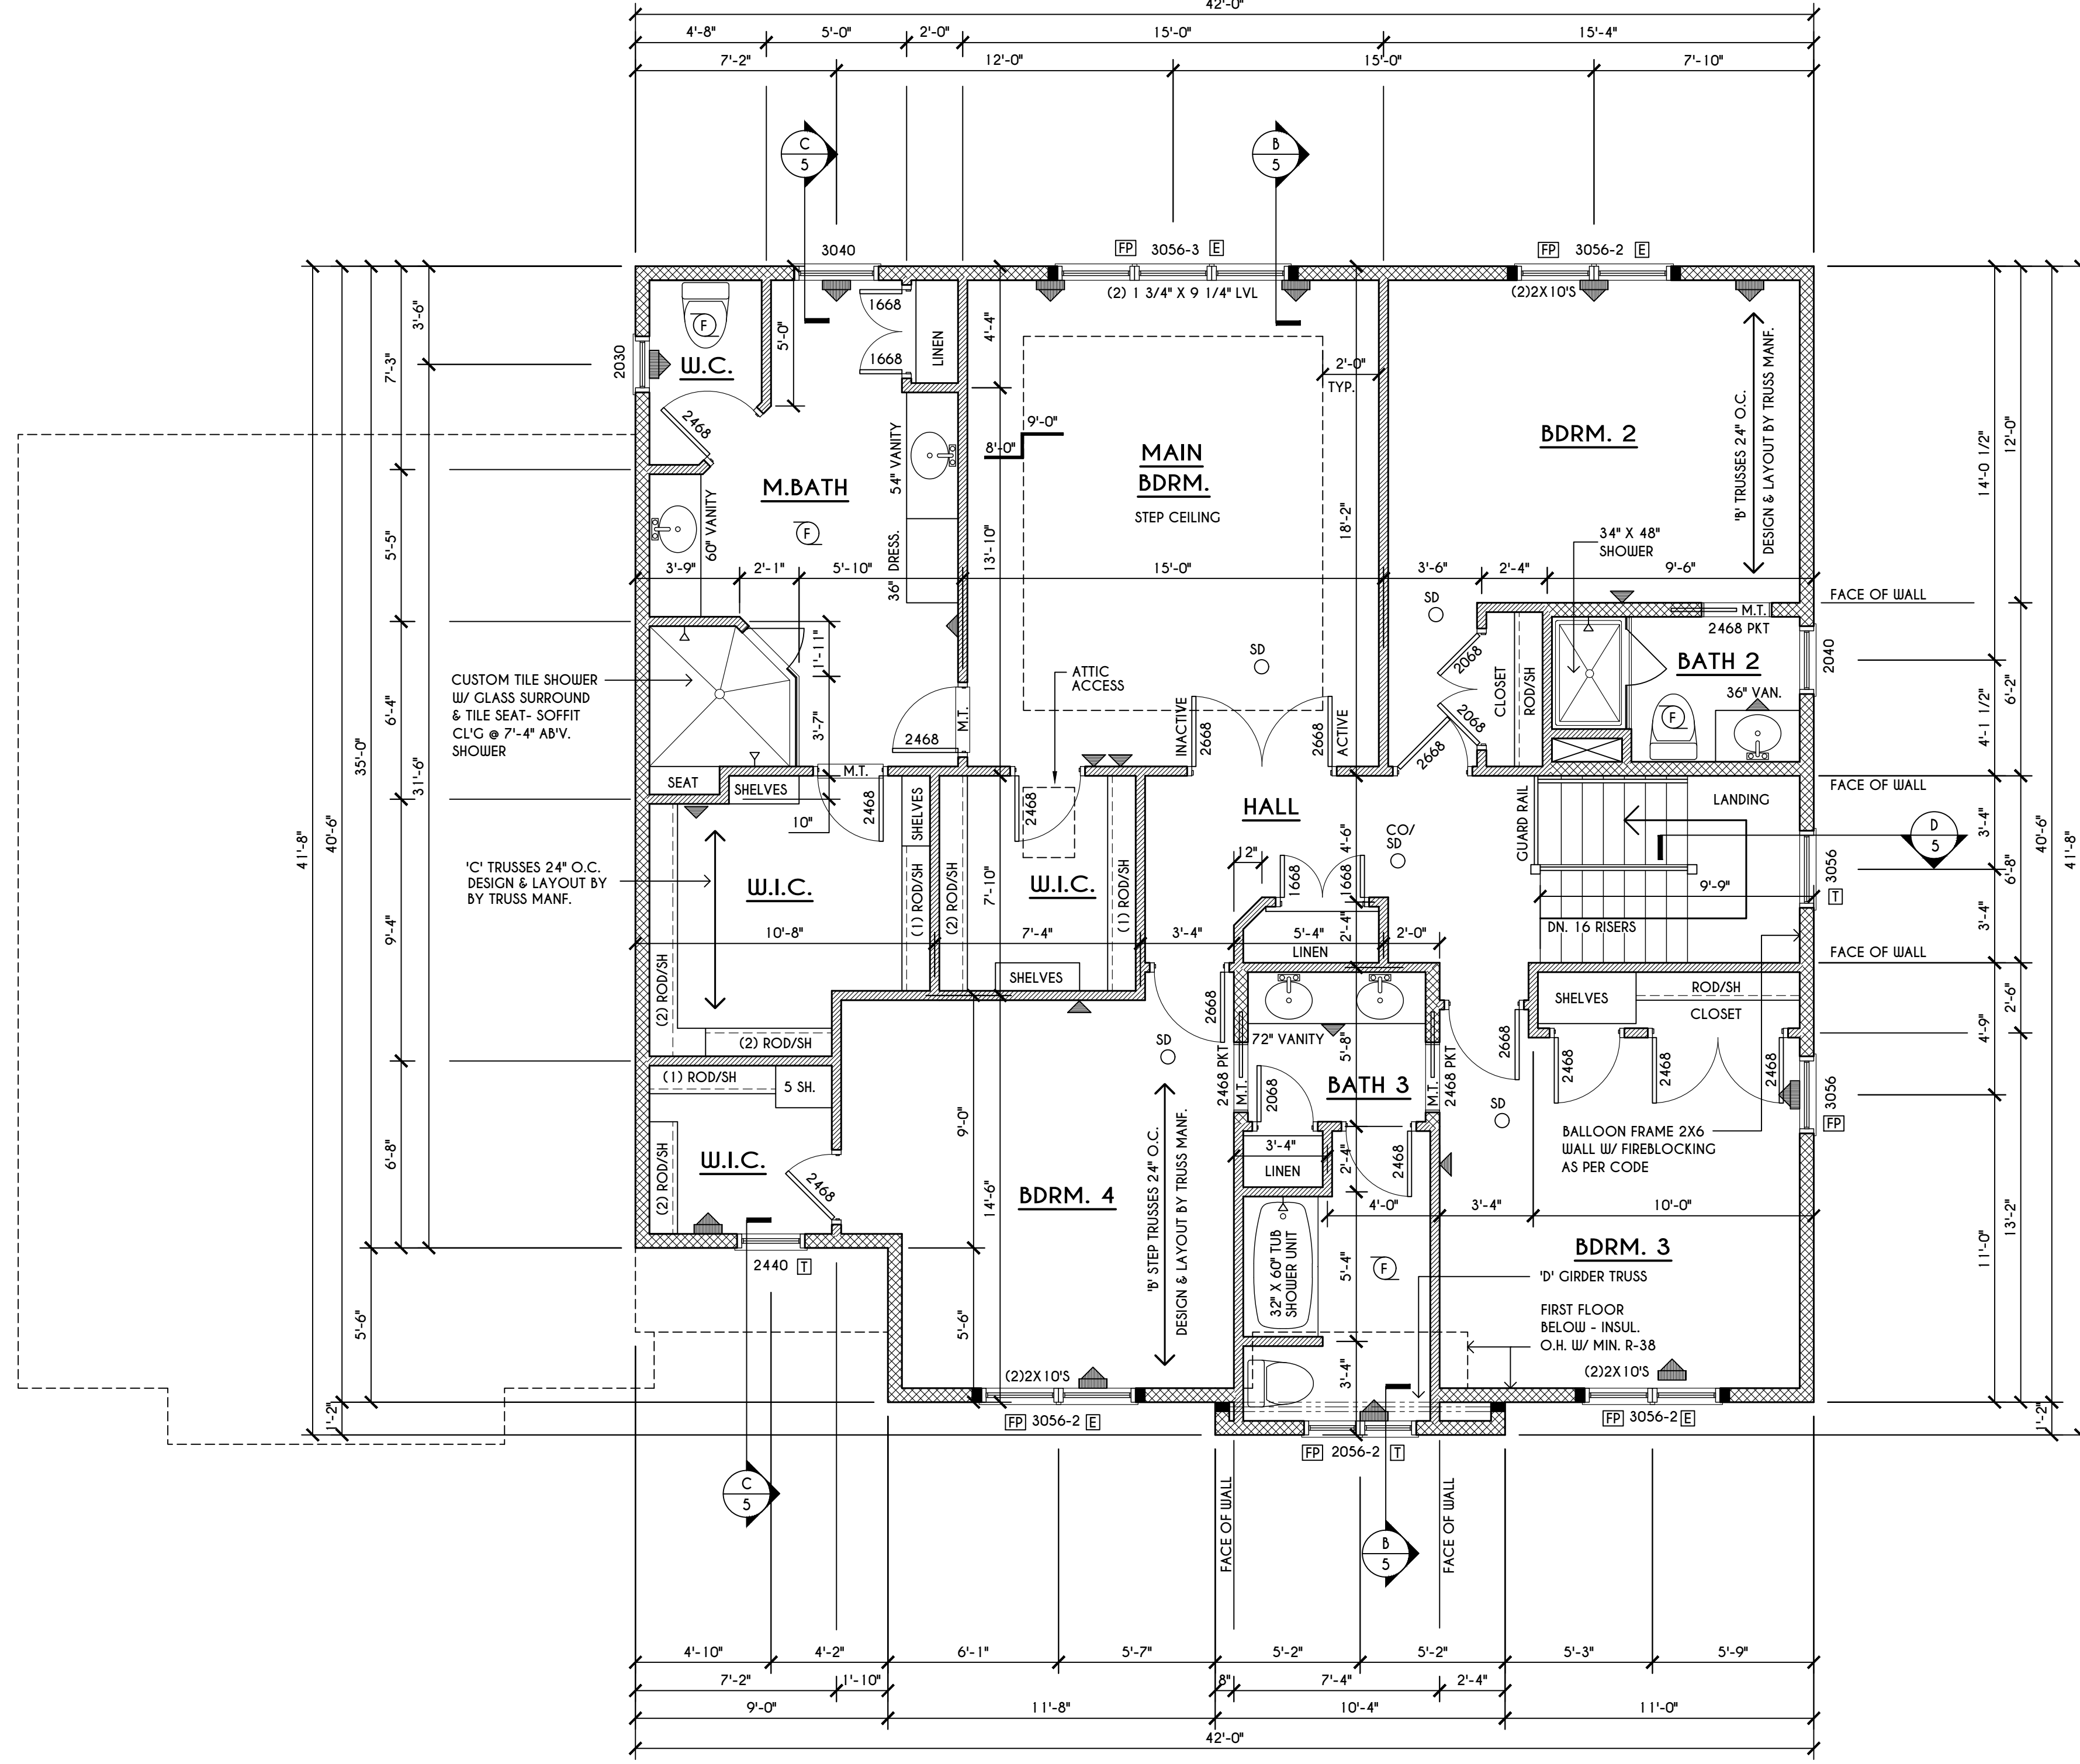 42'-0"
4'-8" 5'-0" 2'-0" 15'-0" 15'-4"
7'-2" 12'-0" 15'-0" 7'-10"
C
5
B
5
3040
FP 3056-3 E
FP 3056-2 E
(2) 1 3/4" X 9 1/4" LVL
(2)2X10'S
41'-8"
40'-6"
35'-0"
31'-6"
3'-6"
7'-3"
5'-5"
6'-4"
9'-4"
6'-8"
5'-6"
1'-2"
2030
F
W.C.
2468
5'-0"
1668
1668
LINEN
4'-4"
2'-0"
TYP.
9'-0"
8'-0"
MAIN
BDRM.
STEP CEILING
18'-2"
13'-10"
BDRM. 2
'B' TRUSSES 24" O.C.
DESIGN & LAYOUT BY TRUSS MANF.
M.BATH
F
60" VANITY
54" VANITY
36" DRESS.
34" X 48"
SHOWER
3'-9" 2'-1" 5'-10" 15'-0" 3'-6" 2'-4" 9'-6"
14'-0 1/2"
12'-0"
FACE OF WALL
SD
SD
M.T.
2468 PKT
BATH 2
2040
36" VAN.
F
4'-1 1/2"
6'-2"
2068
2068
CLOSET
ROD/SH
2668
CUSTOM TILE SHOWER
W/ GLASS SURROUND
& TILE SEAT- SOFFIT
CL'G @ 7'-4" AB'V.
SHOWER
1'-11"
3'-7"
M.T.
2468
ATTIC
ACCESS
INACTIVE
2668
2668
ACTIVE
SEAT
SHELVES
M.T.
10"
2468
SHELVES
2468
HALL
CO/
SD
4'-6"
GUARD RAIL
LANDING
FACE OF WALL
D
5
3'-4"
6'-8"
40'-6"
41'-8"
3056
T
'C' TRUSSES 24" O.C.
DESIGN & LAYOUT BY
BY TRUSS MANF.
W.I.C.
(1) ROD/SH
(2) ROD/SH
7'-10"
W.I.C.
(1) ROD/SH
12"
1668
1668
2'-4"
9'-9"
DN. 16 RISERS
3'-4"
10'-8" 7'-4" 3'-4" 5'-4" 2'-0"
LINEN
FACE OF WALL
(2) ROD/SH
SHELVES
2668
SHELVES
ROD/SH
CLOSET
2'-6"
4'-9"
(2) ROD/SH
SD
72" VANITY
5'-8"
2668
2468
2468
2468
(1) ROD/SH
5 SH.
2468 PKT
M.T.
2068
BATH 3
M.T.
2468 PKT
SD
3056
FP
9'-0"
W.I.C.
(2) ROD/SH
2468
3'-4"
LINEN
2'-4"
2468
BALLOON FRAME 2X6
WALL W/ FIREBLOCKING
AS PER CODE
BDRM. 4
14'-6"
'B' STEP TRUSSES 24" O.C.
DESIGN & LAYOUT BY TRUSS MANF.
4'-0" 3'-4" 10'-0"
13'-2"
11'-0"
2440 T
32" X 60" TUB
SHOWER UNIT
5'-4"
F
BDRM. 3
'D' GIRDER TRUSS
FIRST FLOOR
BELOW - INSUL.
O.H. W/ MIN. R-38
5'-6"
3'-4"
(2)2X10'S
(2)2X10'S
FP 3056-2 E
FP 3056-2 E
FP 2056-2 T
1'-2"
C
5
B
5
FACE OF WALL
FACE OF WALL
4'-10" 4'-2" 6'-1" 5'-7" 5'-2" 5'-2" 5'-3" 5'-9"
7'-2" 1'-10" 8" 7'-4" 2'-4"
9'-0" 11'-8" 10'-4" 11'-0"
42'-0"